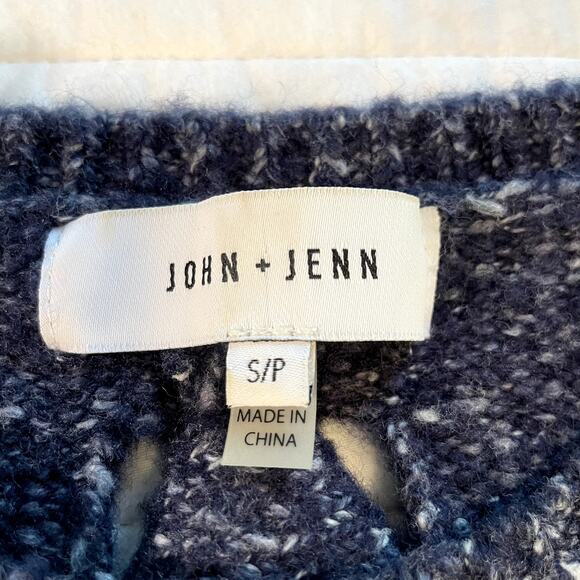 JOHN + JENN
S/P
MADE IN
CHINA